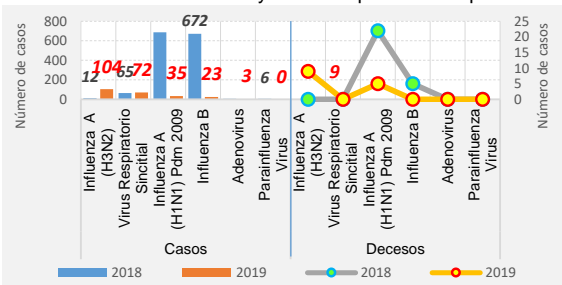 Número de casos
800
600
400
200
0
12
104
65
72
35
672
23
3
6
0
9
25
20
15
10
5
0
Número de casos
Influenza A
(H3N2)
Virus Respiratorio
Sincitial
Influenza A
(H1N1) Pdm 2009
Influenza B
Adenovirus
Parainfluenza
Virus
Influenza A
(H3N2)
Virus Respiratorio
Sincitial
Influenza A
(H1N1) Pdm 2009
Influenza B
Adenovirus
Parainfluenza
Virus
Casos
Decesos
2018
2019
2018
2019